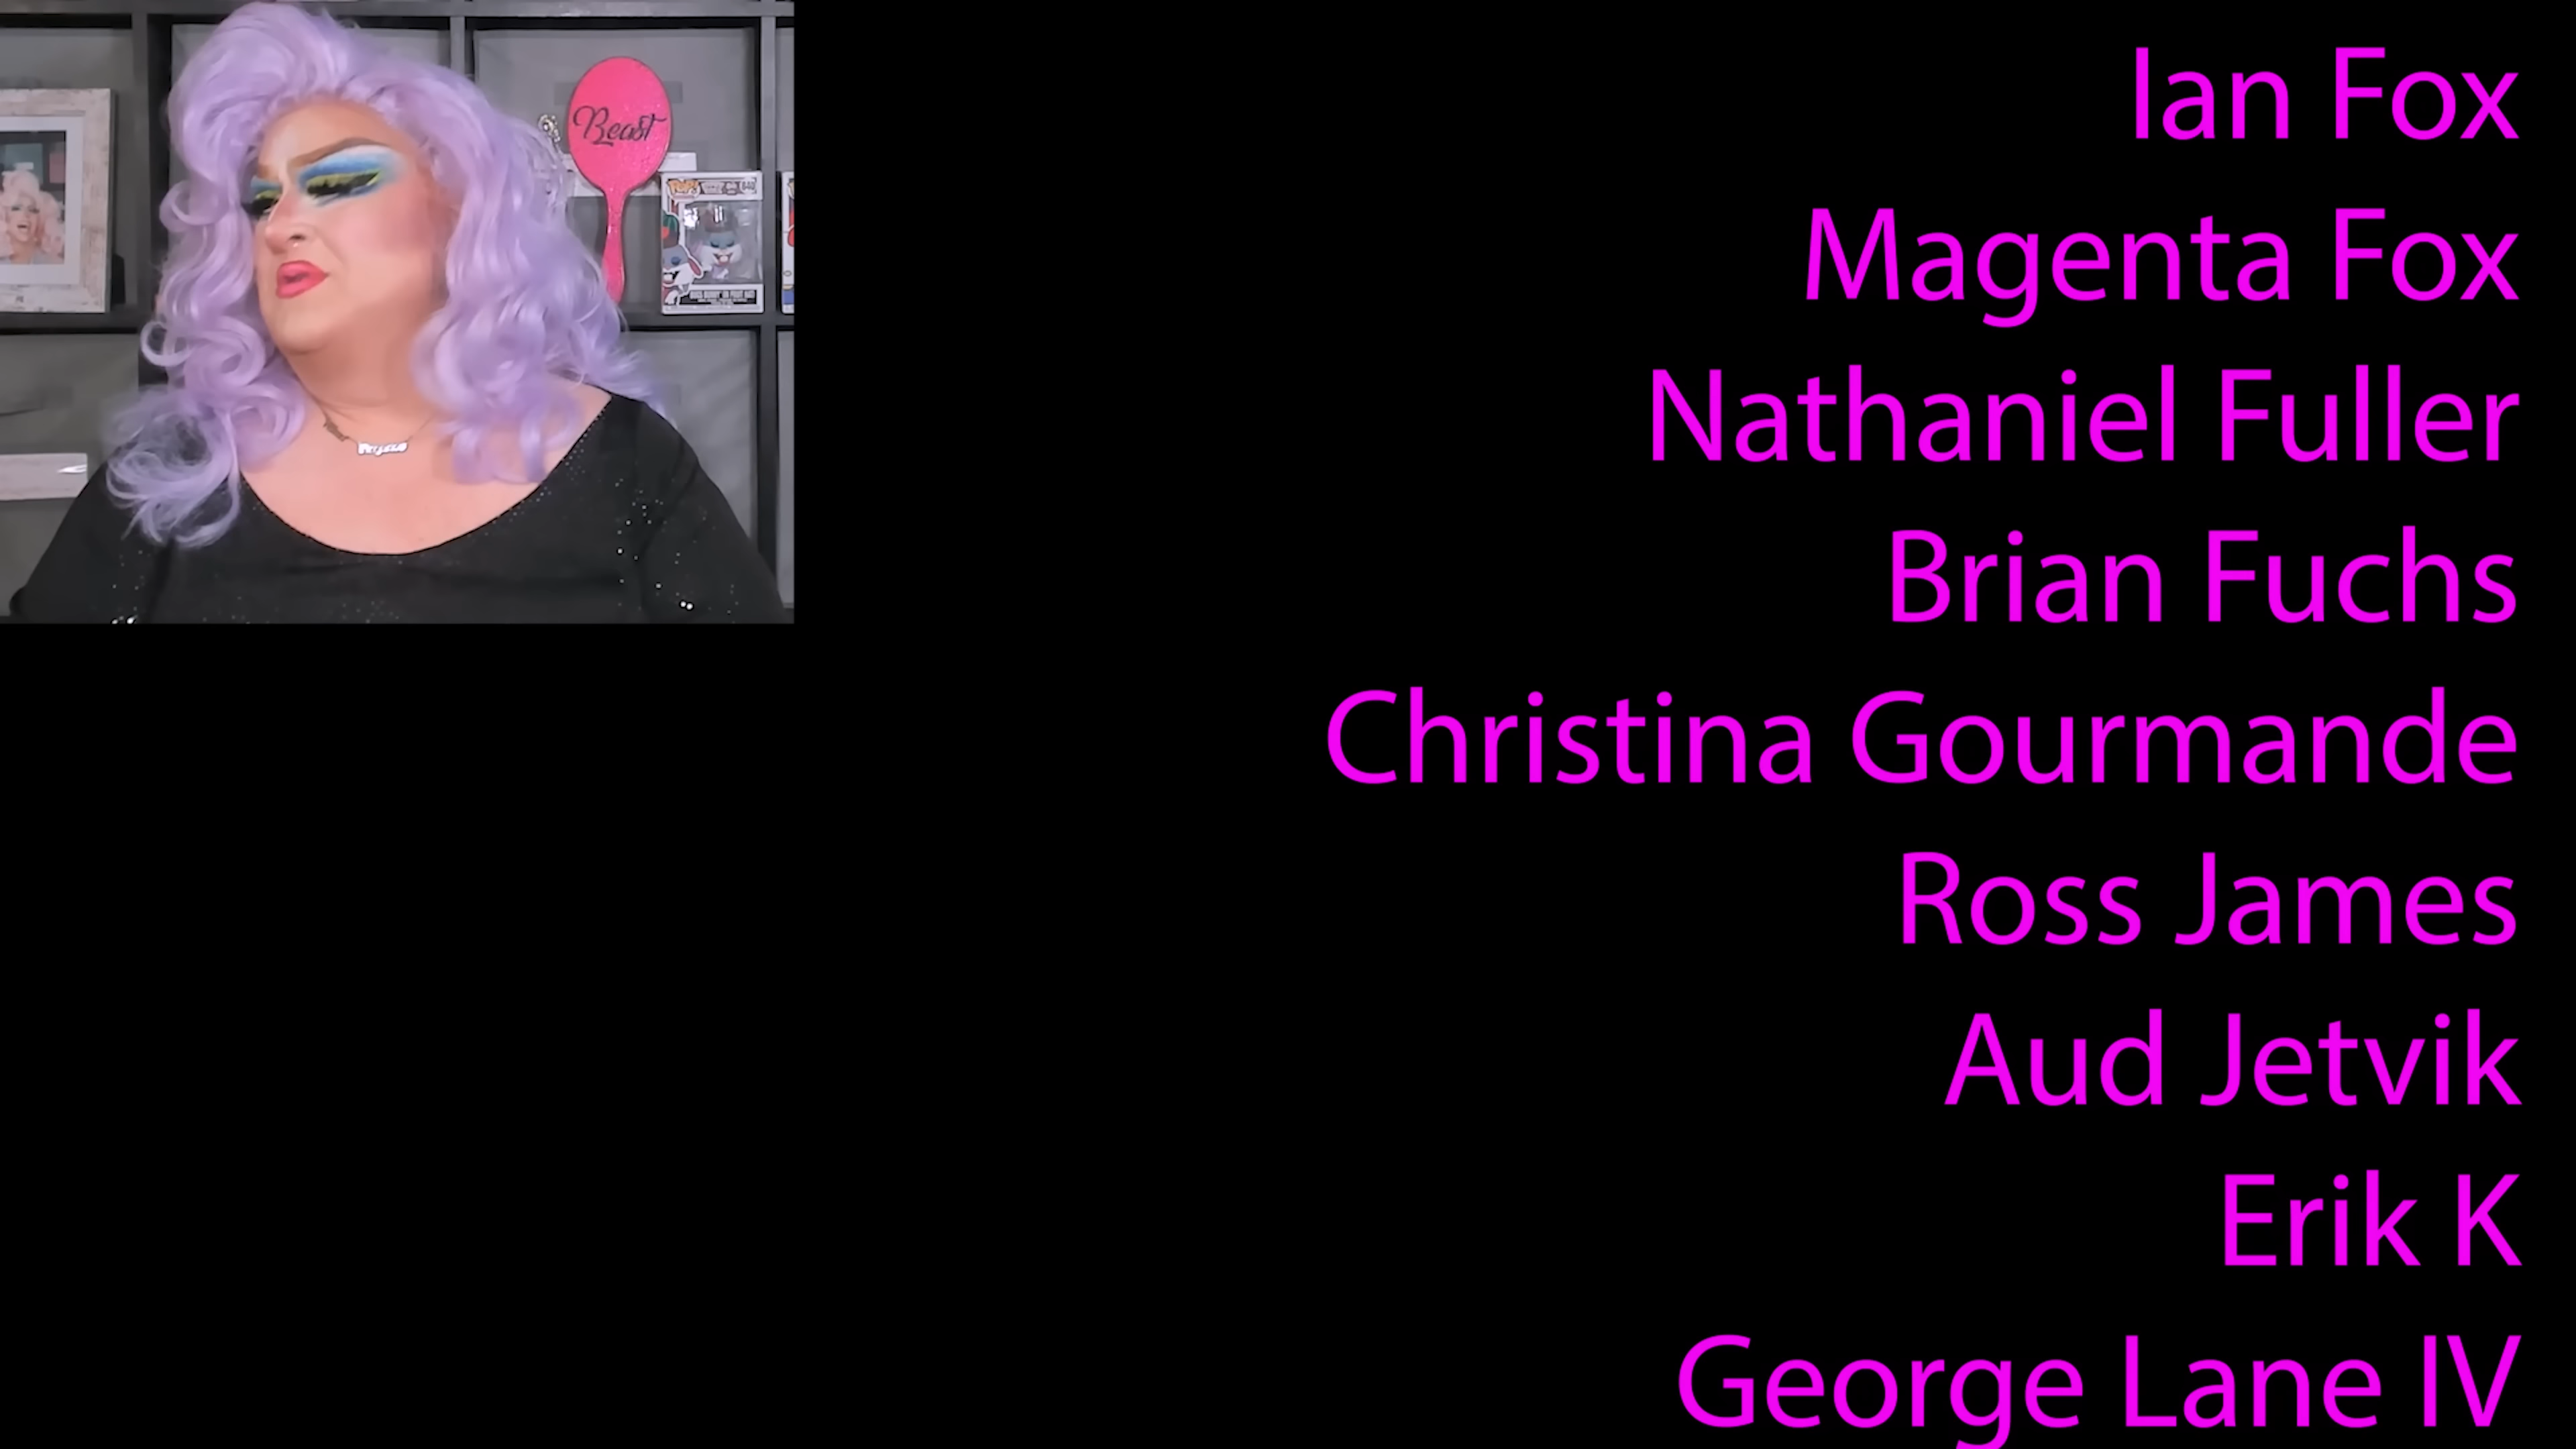 Beast
POP!
Ian Fox
Magenta Fox
Nathaniel Fuller
Brian Fuchs
Christina Gourmande
Ross James
Aud Jetvik
Erik K
George Lane IV